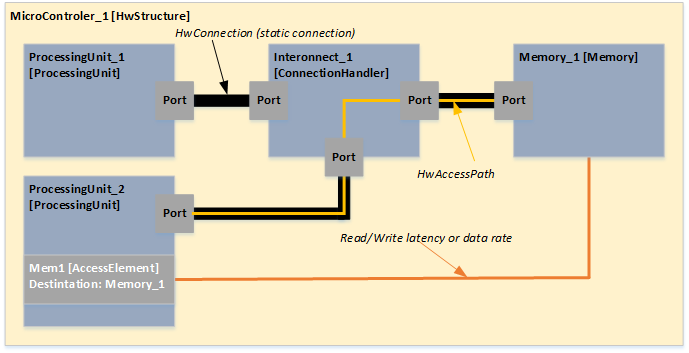 MicroControler_1 [HwStructure]
HwConnection (static connection)
ProcessingUnit_1
[ProcessingUnit]
Interonnect_1
[ConnectionHandler]
Memory_1 [Memory]
Port
Port
Port
Port
Port
HwAccessPath
ProcessingUnit_2
[ProcessingUnit]
Port
Read/Write latency or data rate
Mem1 [AccessElement]
Destintation: Memory_1